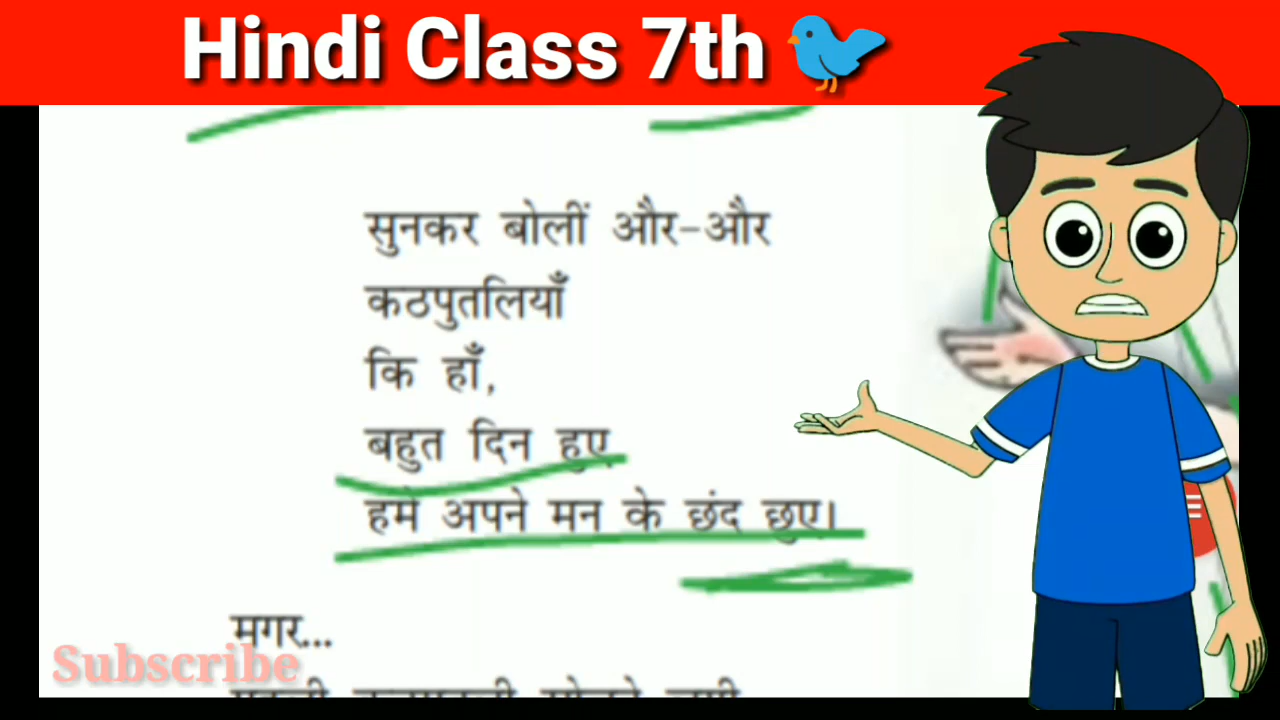 Hindi Class 7th
सुनकर बोलीं और-और
कठपुतलियाँ
कि हाँ,
बहुत दिन हुए
हमें अपने मन के छंद छुए।
मगर...
Subscribe